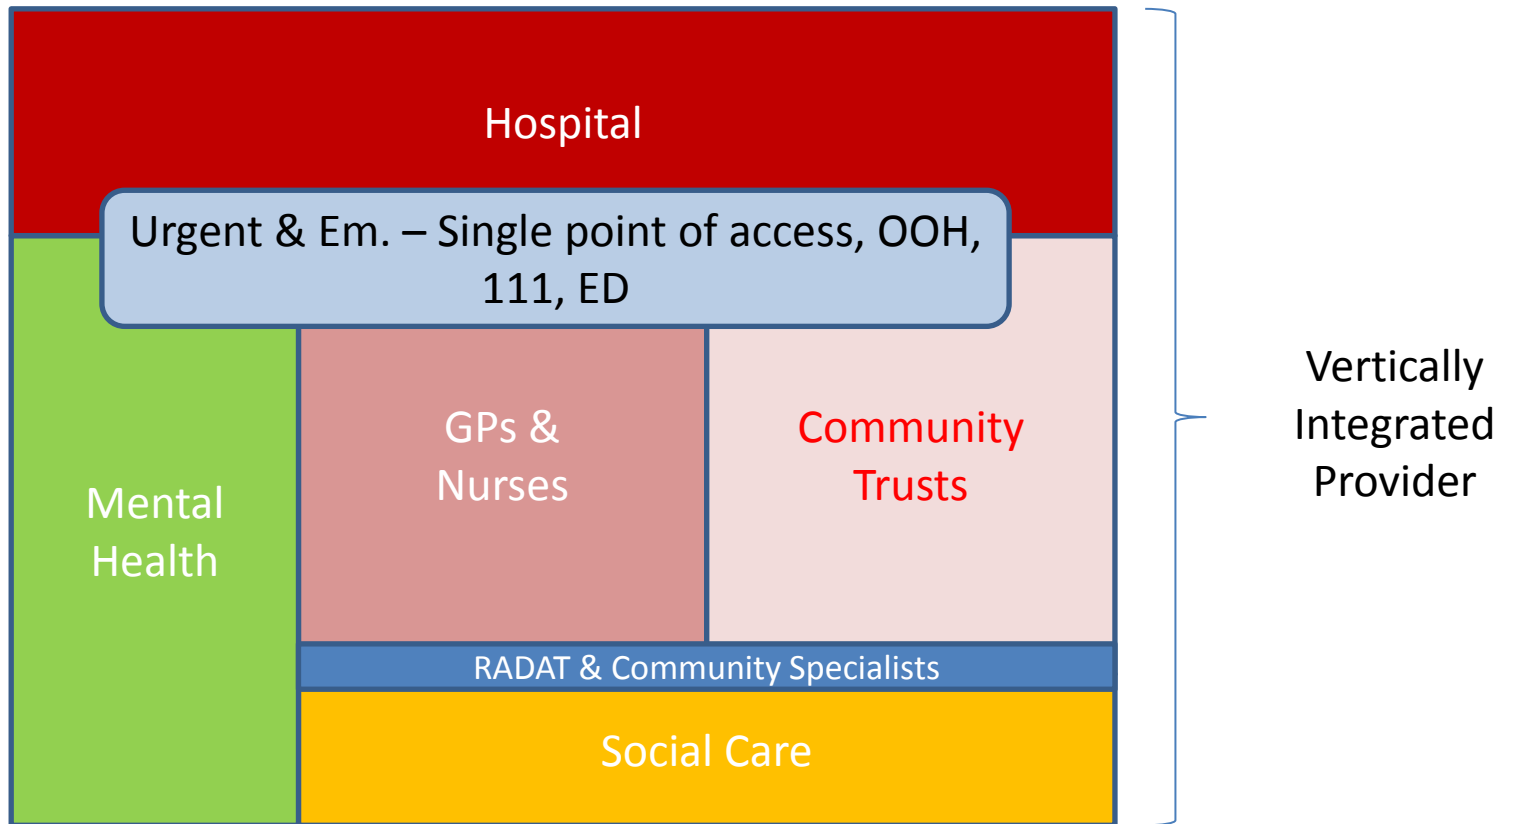 Hospital
Urgent & Em. – Single point of access, OOH,
111, ED
GPs &
Nurses
Community
Trusts
Mental
Health
RADAT & Community Specialists
Social Care
Vertically
Integrated
Provider